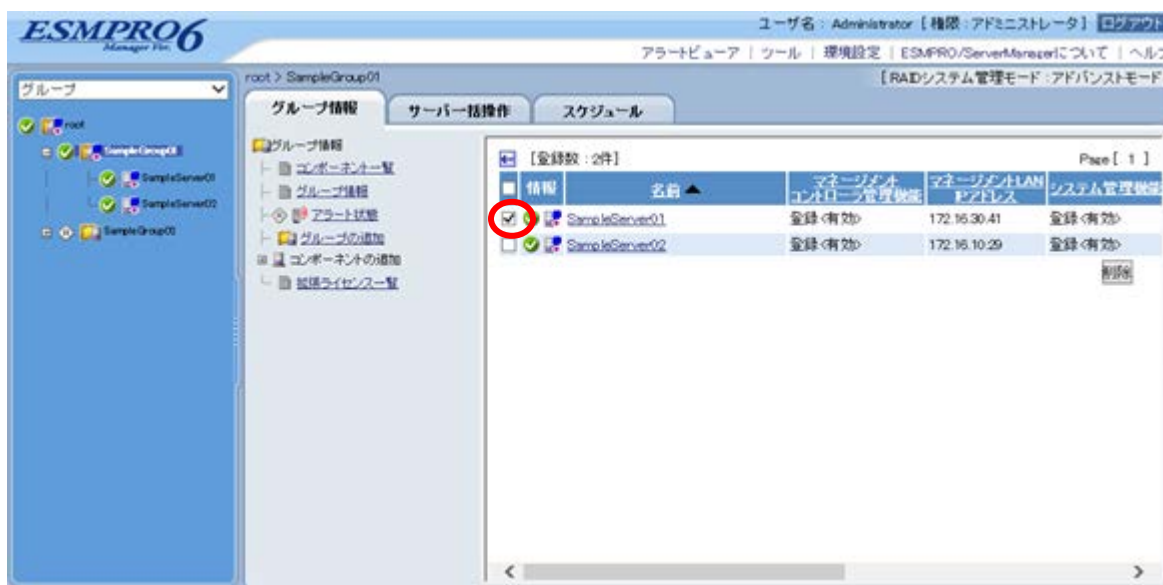 ESMPRO6
Manager Ver.
ユーザ名 : Administrator [ 権限 : アドミニストレータ ] ログアウト
アラートビューア | ツール | 環境設定 | ESMPRO/ServerManagerについて | ヘル
グループ
root
SampleGroup01
SampleServer01
SampleServer02
root > SampleGroup01
[ RAIDシステム管理モード : アドバンストモード
グループ情報
サーバー括操作
スケジュール
グループ情報
コンポーネント一覧
グループ情報
アラート状態
グループの追加
コンポーネントの追加
拡張ライセンス一覧
[登録数 : 2件]
Page [ 1 ]
情報
名前 ▲
マネージメント
コントローラ管理機能
マネージメントLAN
IPアドレス
システム管理機能
SampleServer01
登録<有効>
172.16.30.41
登録<有効>
SampleServer02
登録<有効>
172.16.10.29
登録<有効>
削除